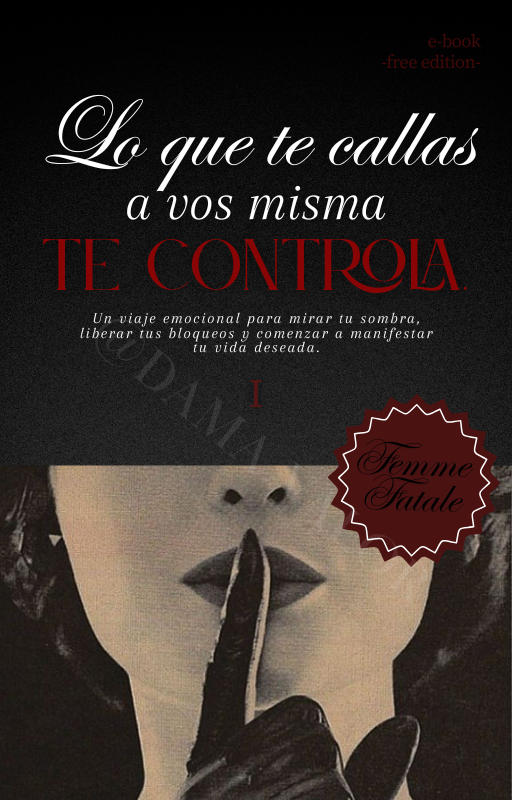 e-book
-free edition-
Lo que te callas
a vos misma
TE CONTROLA.
Un viaje emocional para mirar tu sombra,
liberar tus bloqueos y comenzar a manifestar
tu vida deseada.
I
@DAMA
Femme
Fatale